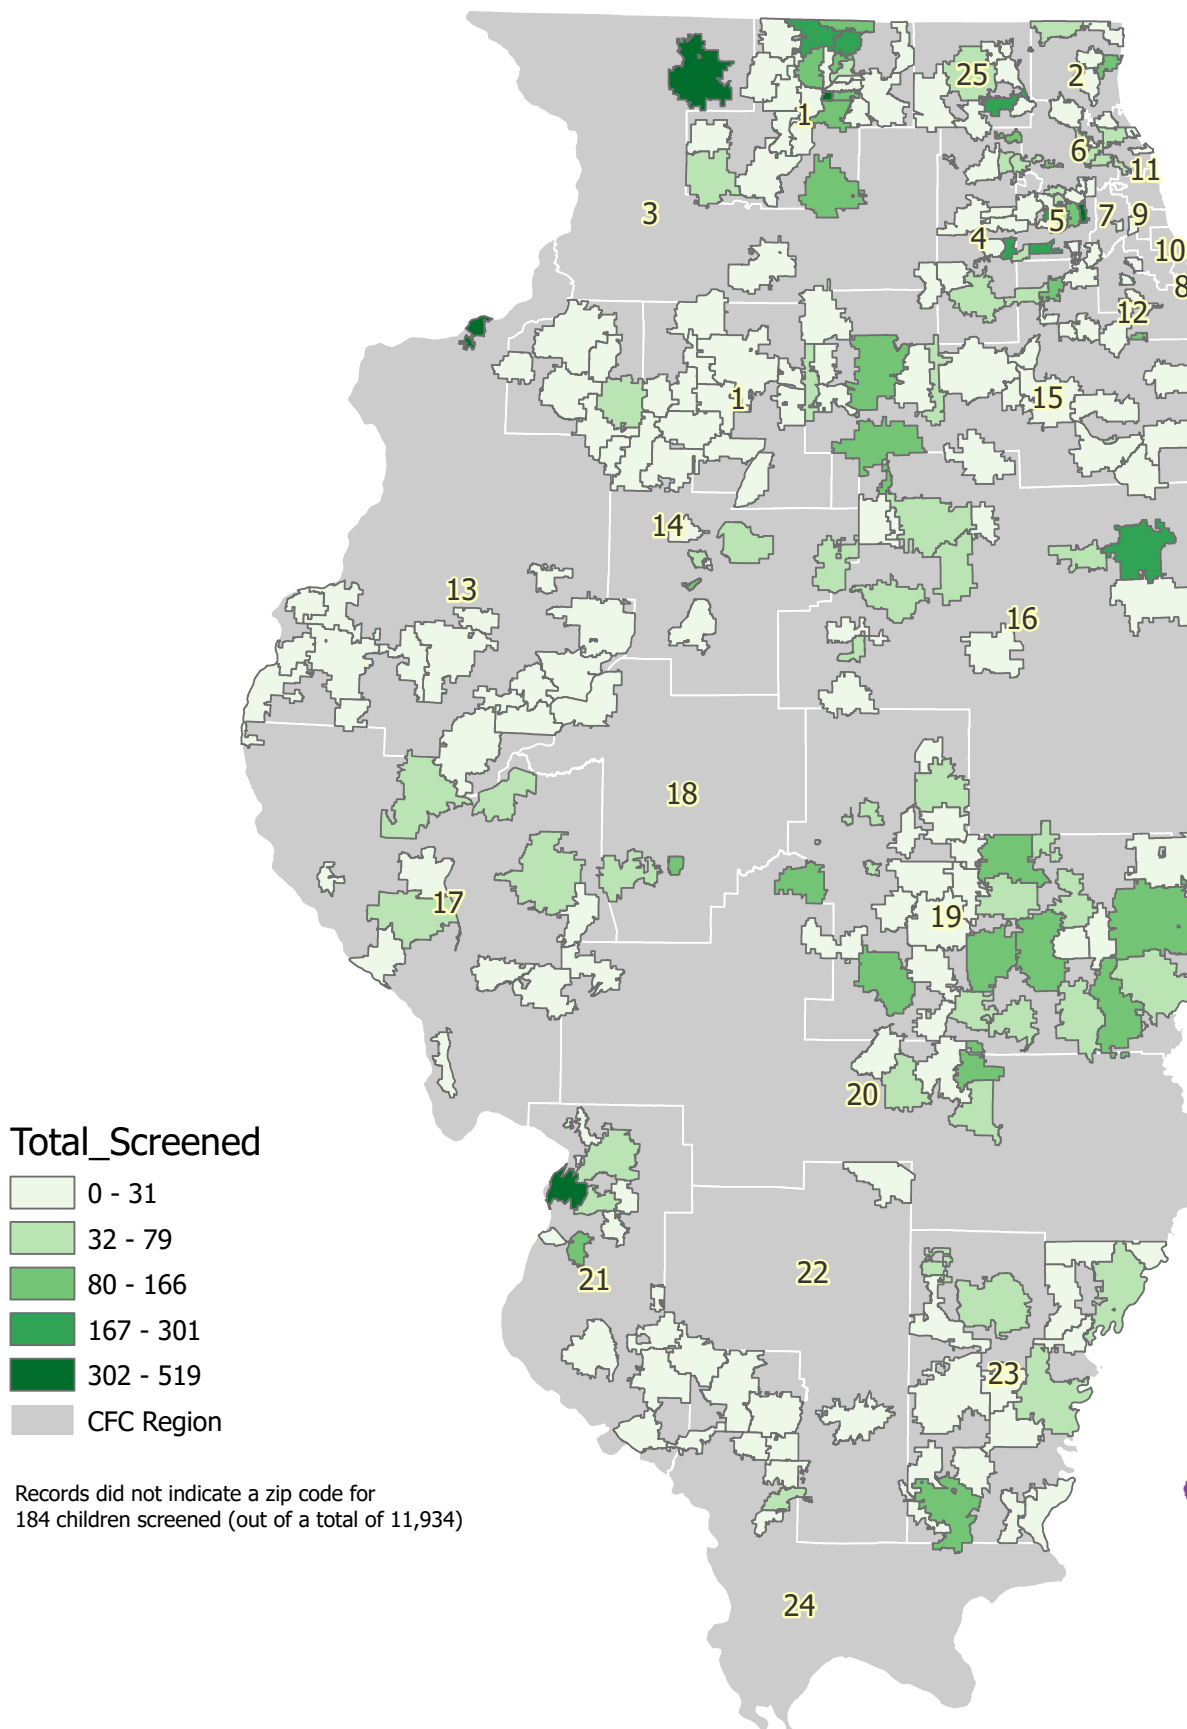 25
2
1
6
11
3
7
9
5
4
10
8
12
1
15
14
13
16
18
17
19
20
Total_Screened
0 - 31
32 - 79
80 - 166
167 - 301
302 - 519
CFC Region
21
22
23
Records did not indicate a zip code for
184 children screened (out of a total of 11,934)
24